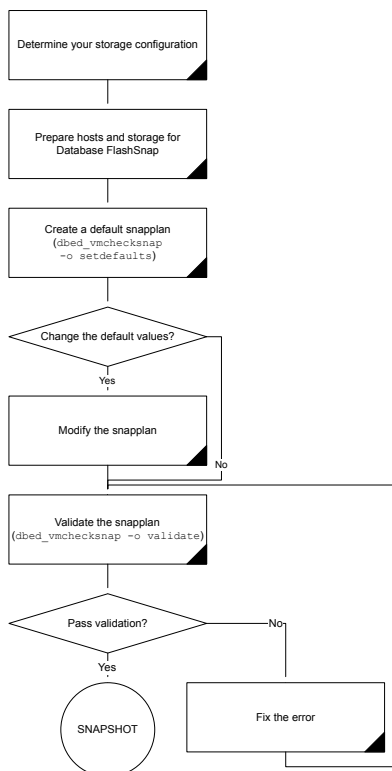 Determine your storage configuration
Prepare hosts and storage for
Database FlashSnap
Create a default snapplan
(dbed_vmchecksnap
-o setdefaults)
Change the default values?
Yes
Modify the snapplan
No
Validate the snapplan
(dbed_vmchecksnap -o validate)
Pass validation?
No
Yes
SNAPSHOT
Fix the error